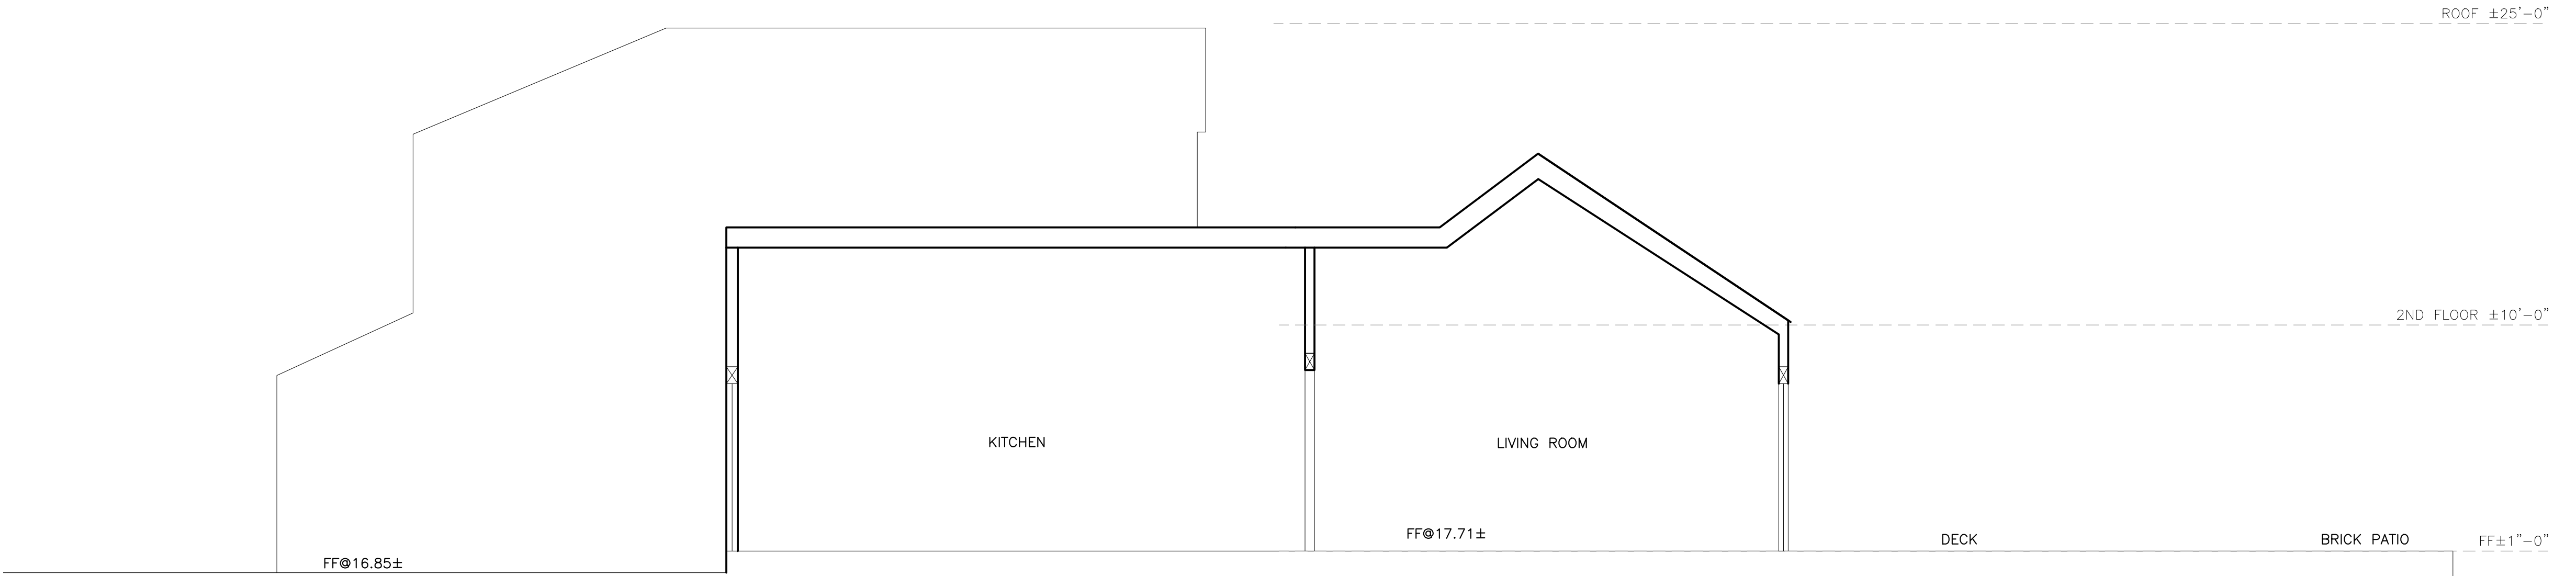 ROOF ±25'-0"
2ND FLOOR ±10'-0"
KITCHEN
LIVING ROOM
FF@17.71±
DECK
BRICK PATIO
FF±1"-0"
FF@16.85±